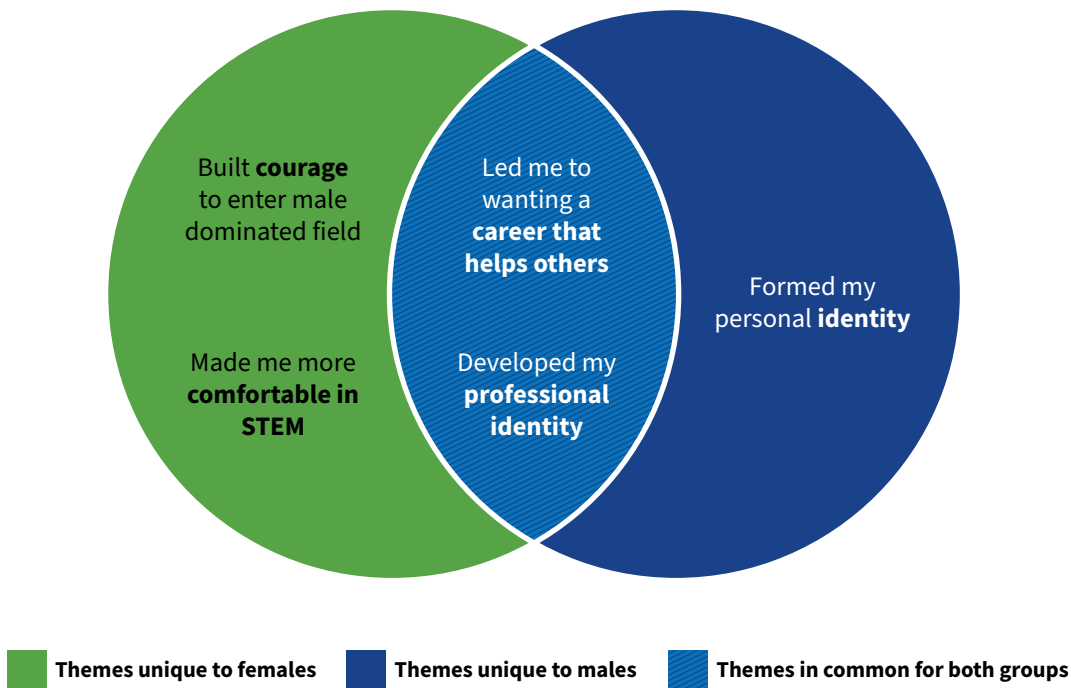 Built courage
to enter male
dominated field
Made me more
comfortable in
STEM
Led me to
wanting a
career that
helps others
Developed my
professional
identity
Formed my
personal identity
Themes unique to females
Themes unique to males
Themes in common for both groups